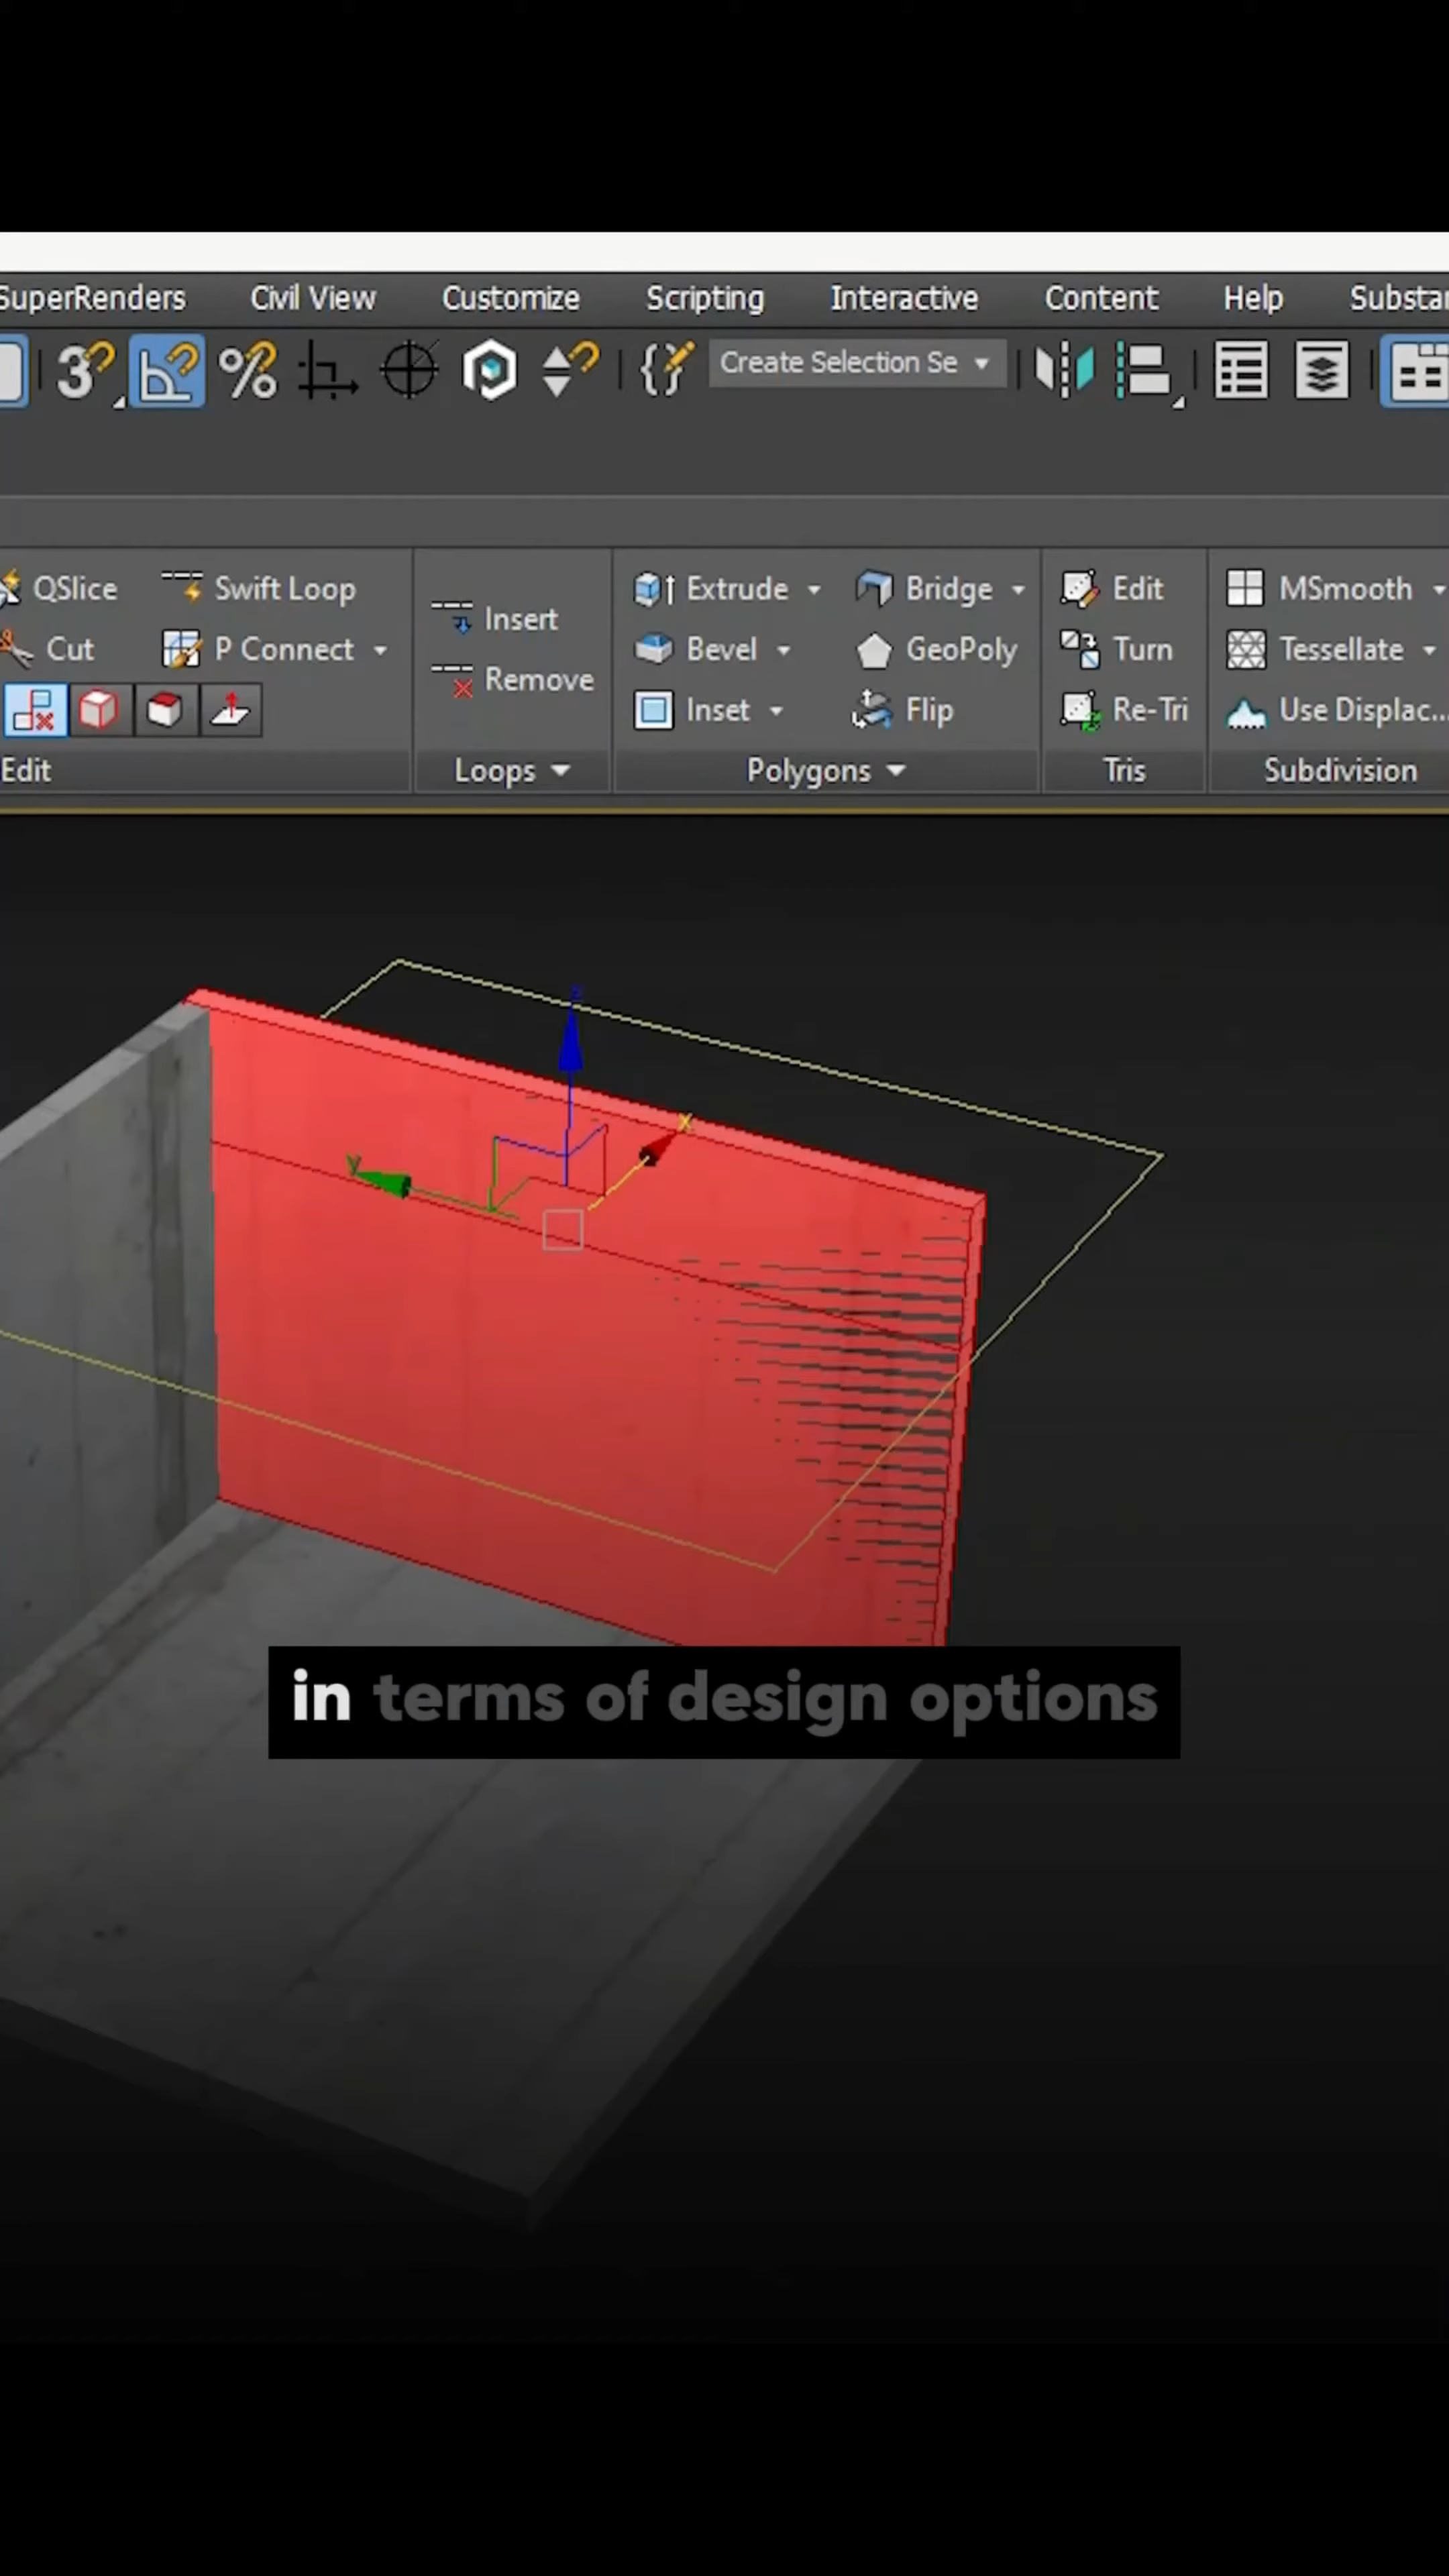 SuperRenders Civil View Customize Scripting Interactive Content Help Substan
3 % Create Selection Se
QSlice Swift Loop Insert Extrude Bridge Edit MSmooth
Cut P Connect Remove Bevel GeoPoly Turn Tessellate
Inset Flip Re-Tri Use Displac...
Edit Loops Polygons Tris Subdivision
z
x
y
in terms of design options